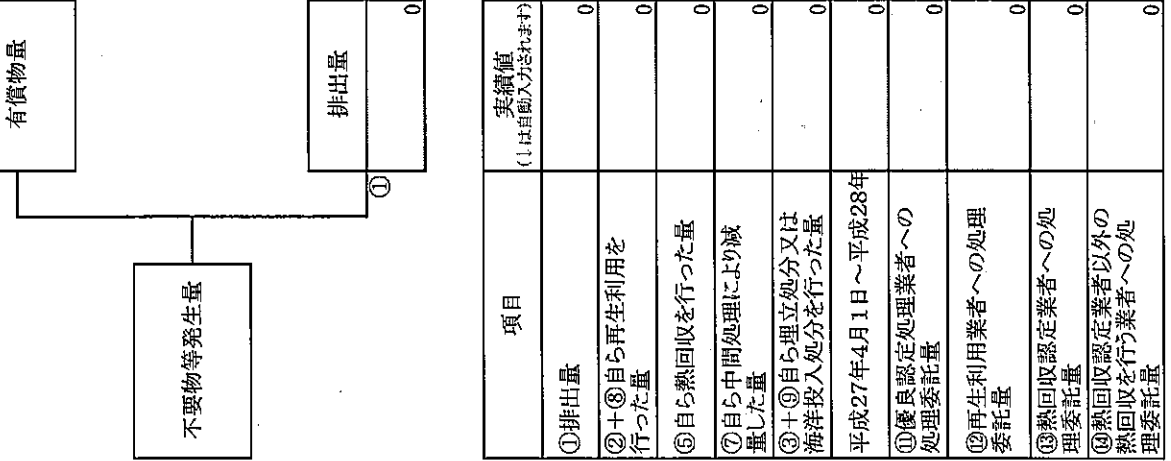 有償物量
不要物等発生量
排出量
0
①
項目
実績値
(↓は自動入力されます)
①排出量
0
②+⑧自ら再生利用を
行った量
0
⑤自ら熱回収を行った量
0
⑦自ら中間処理により減
量した量
0
③+⑨自ら埋立処分又は
海洋投入処分を行った量
0
平成27年4月1日~平成28年
0
⑪優良認定処理業者への
処理委託量
0
⑫再生利用業者への処理
委託量
0
⑬熱回収認定業者への処
理委託量
0
⑭熱回収認定業者以外の
熱回収を行う業者への処
理委託量
0